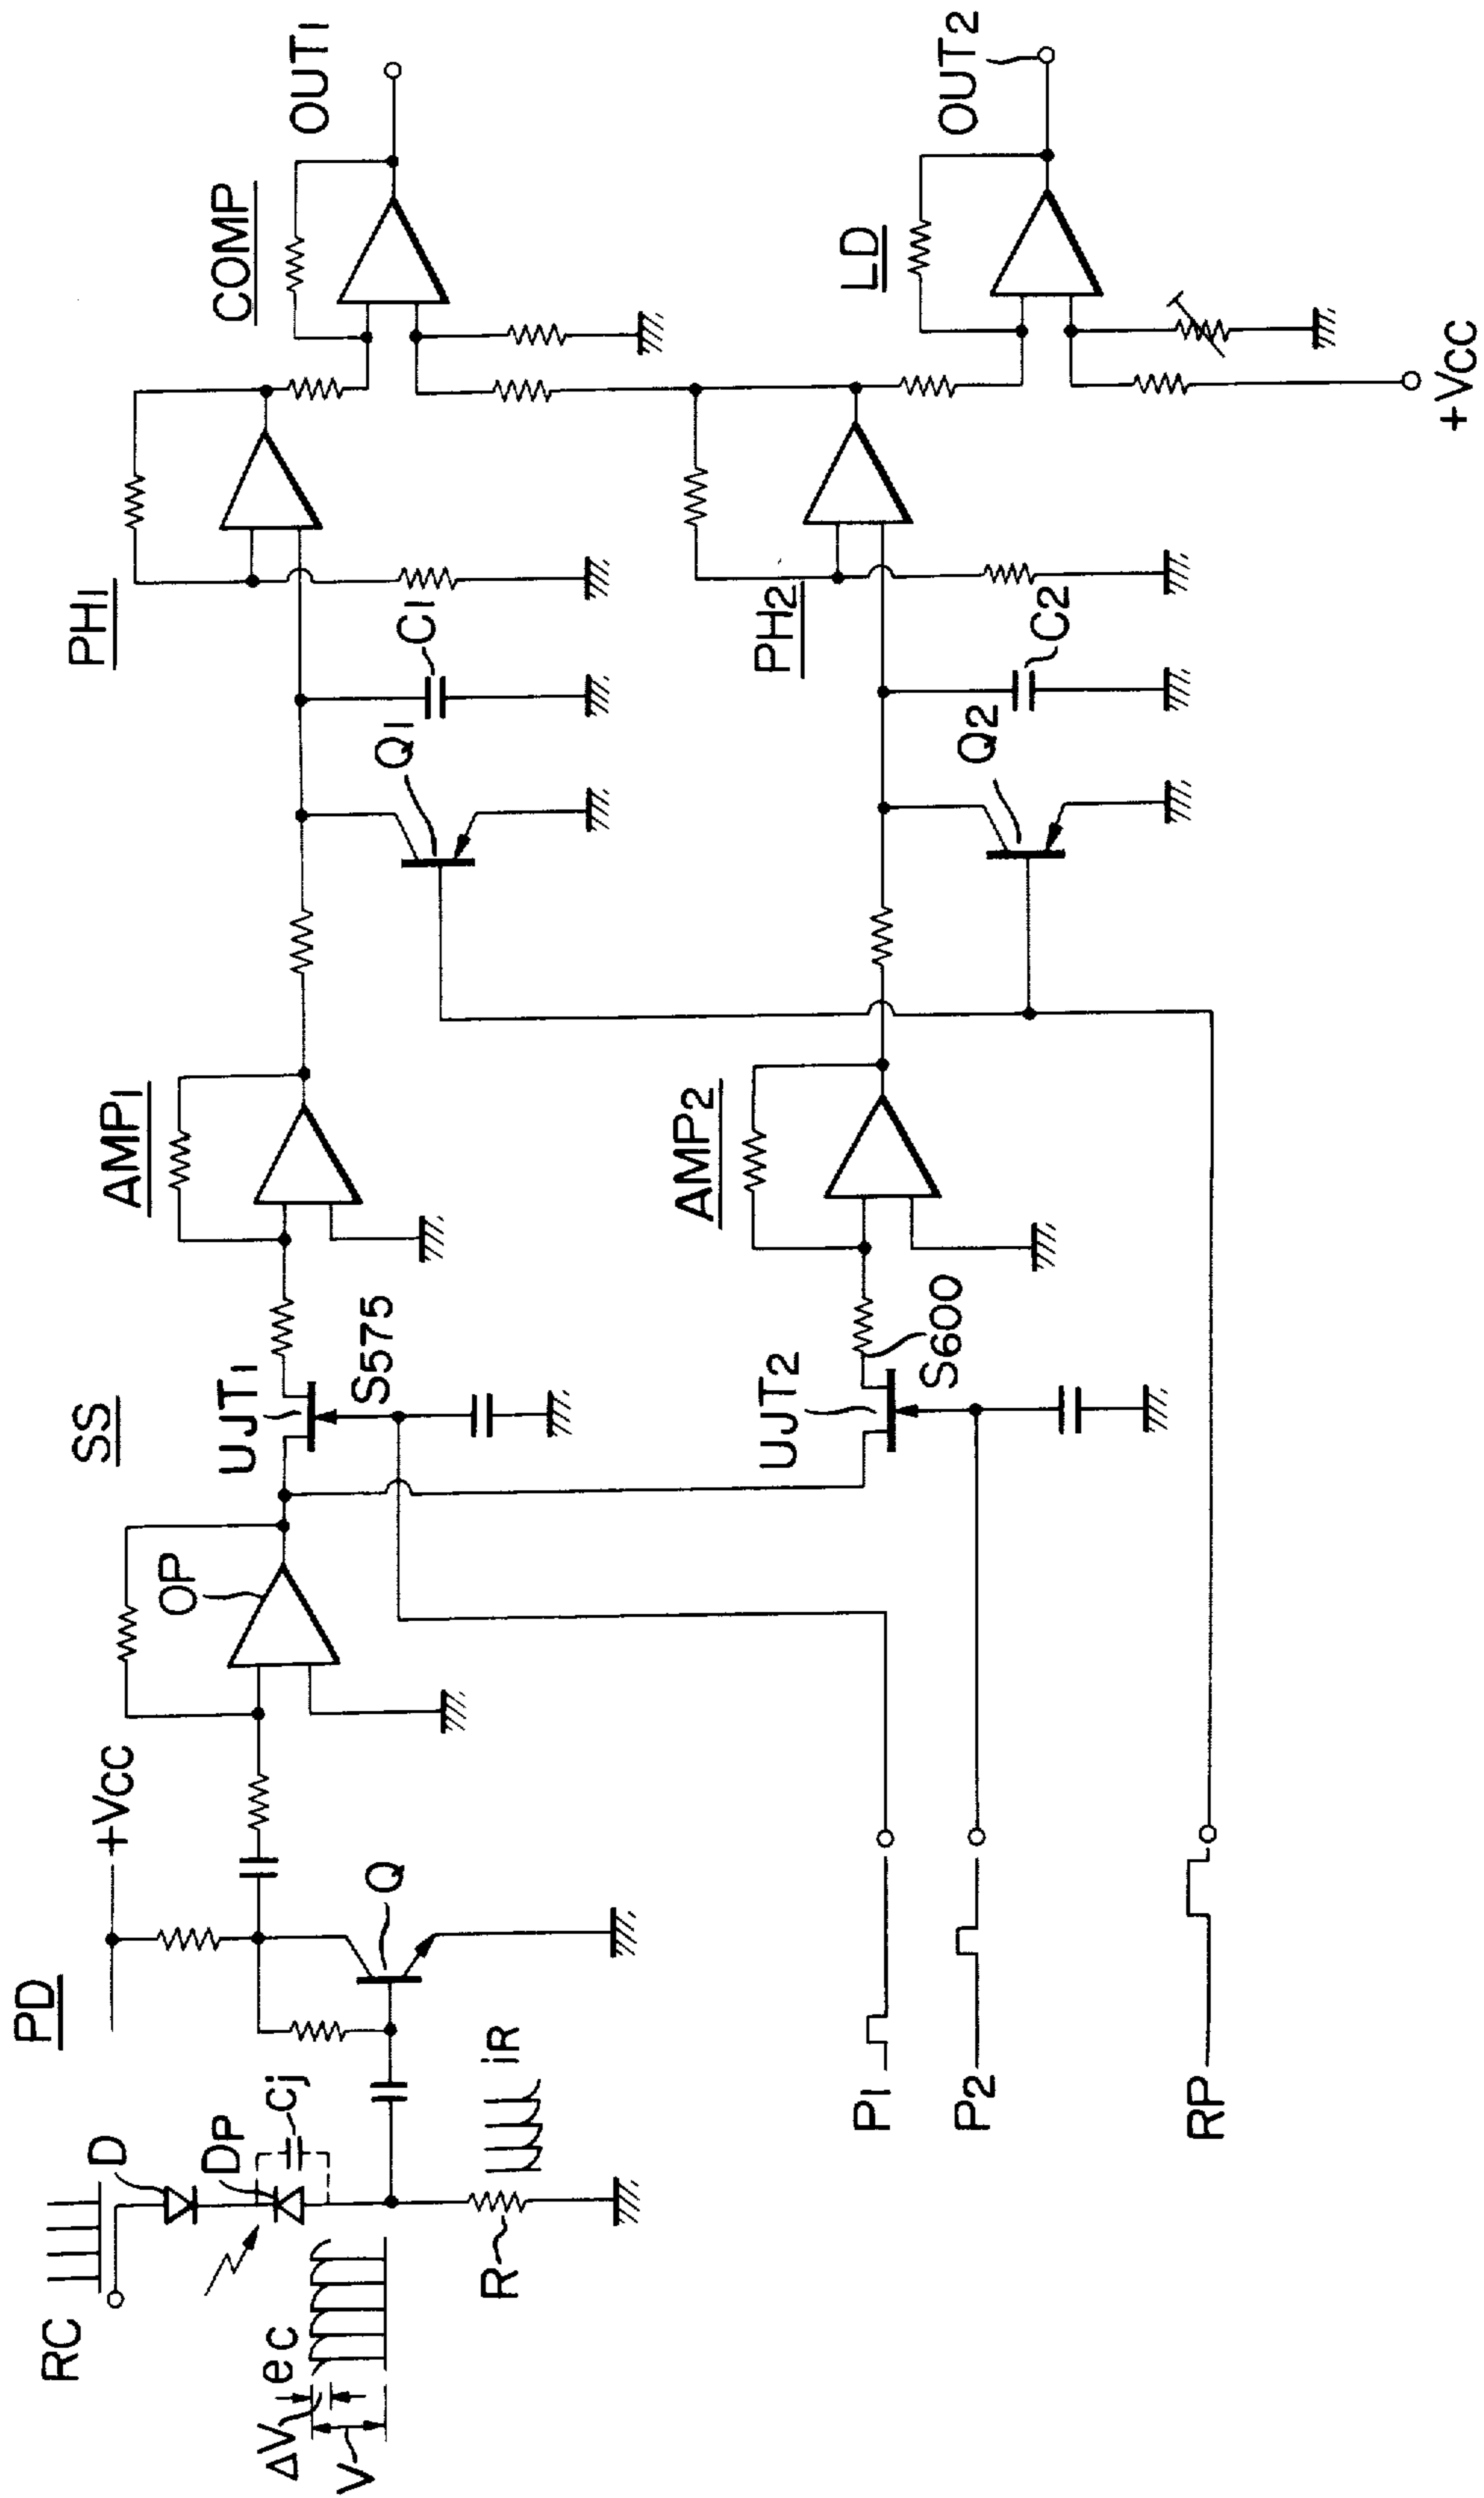 PD
SS
RC
D
DP
Cj
+VCC
OP
UJT1
S575
AMP1
PH1
COMP
OUT1
ΔV
V
eC
R
iR
Q
Q1
C1
UJT2
S600
AMP2
PH2
LD
OUT2
Q2
C2
P1
P2
RP
+VCC